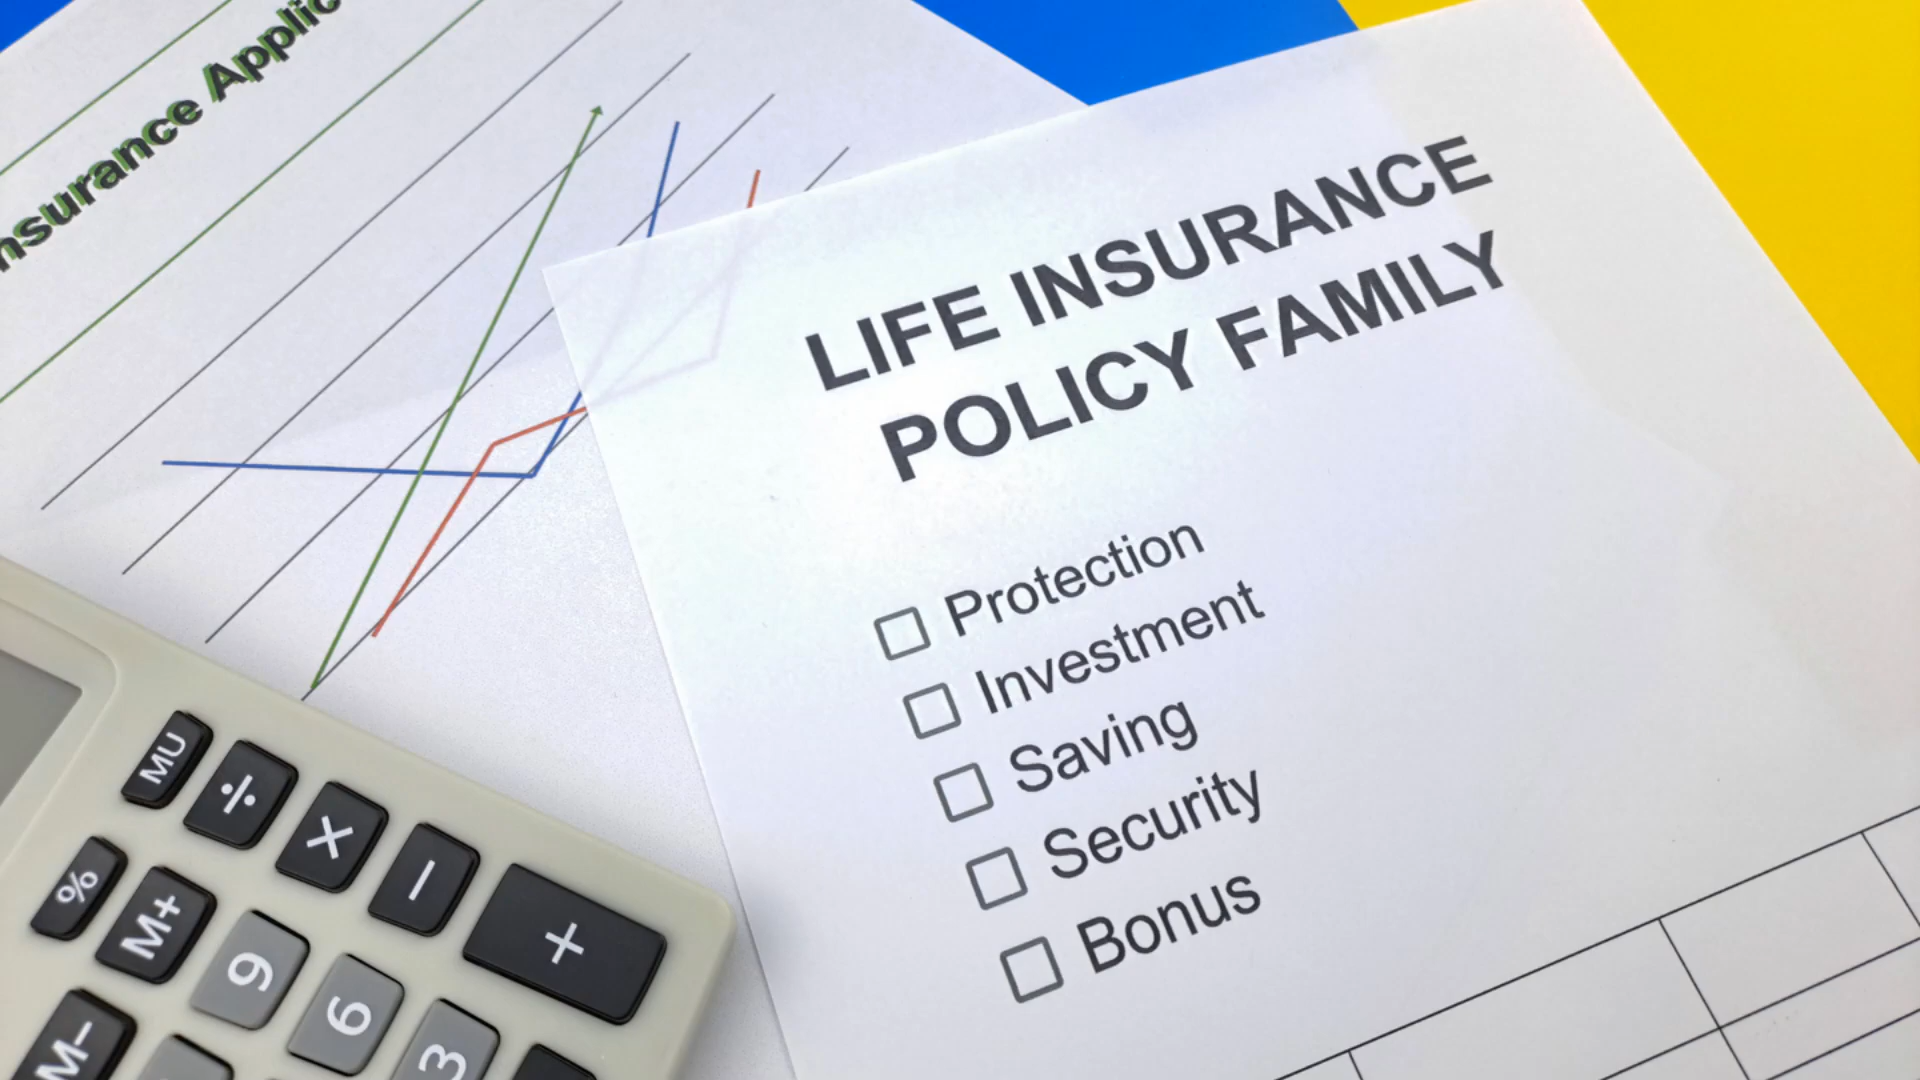 nsurance Applic
LIFE INSURANCE
POLICY FAMILY
Protection
Investment
Saving
Security
Bonus
MU
÷
×
−
+
%
M+
9
6
3
M−